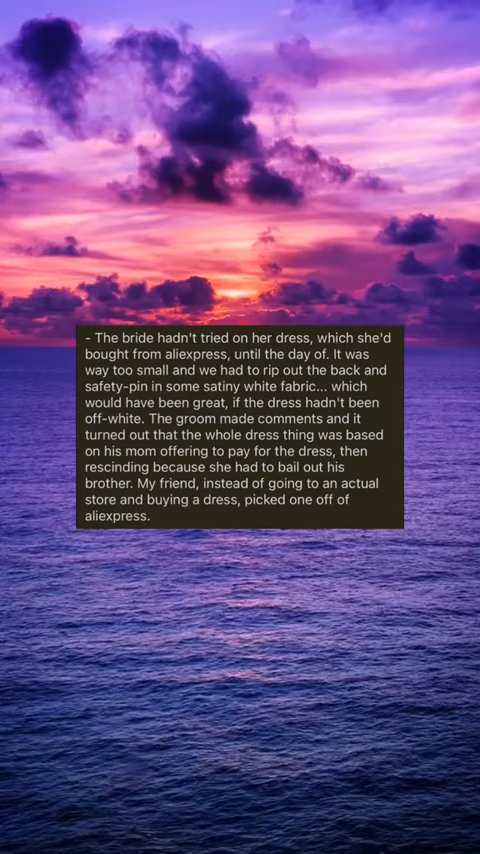 - The bride hadn't tried on her dress, which she'd
bought from aliexpress, until the day of. It was
way too small and we had to rip out the back and
safety-pin in some satiny white fabric... which
would have been great, if the dress hadn't been
off-white. The groom made comments and it
turned out that the whole dress thing was based
on his mom offering to pay for the dress, then
rescinding because she had to bail out his
brother. My friend, instead of going to an actual
store and buying a dress, picked one off of
aliexpress.